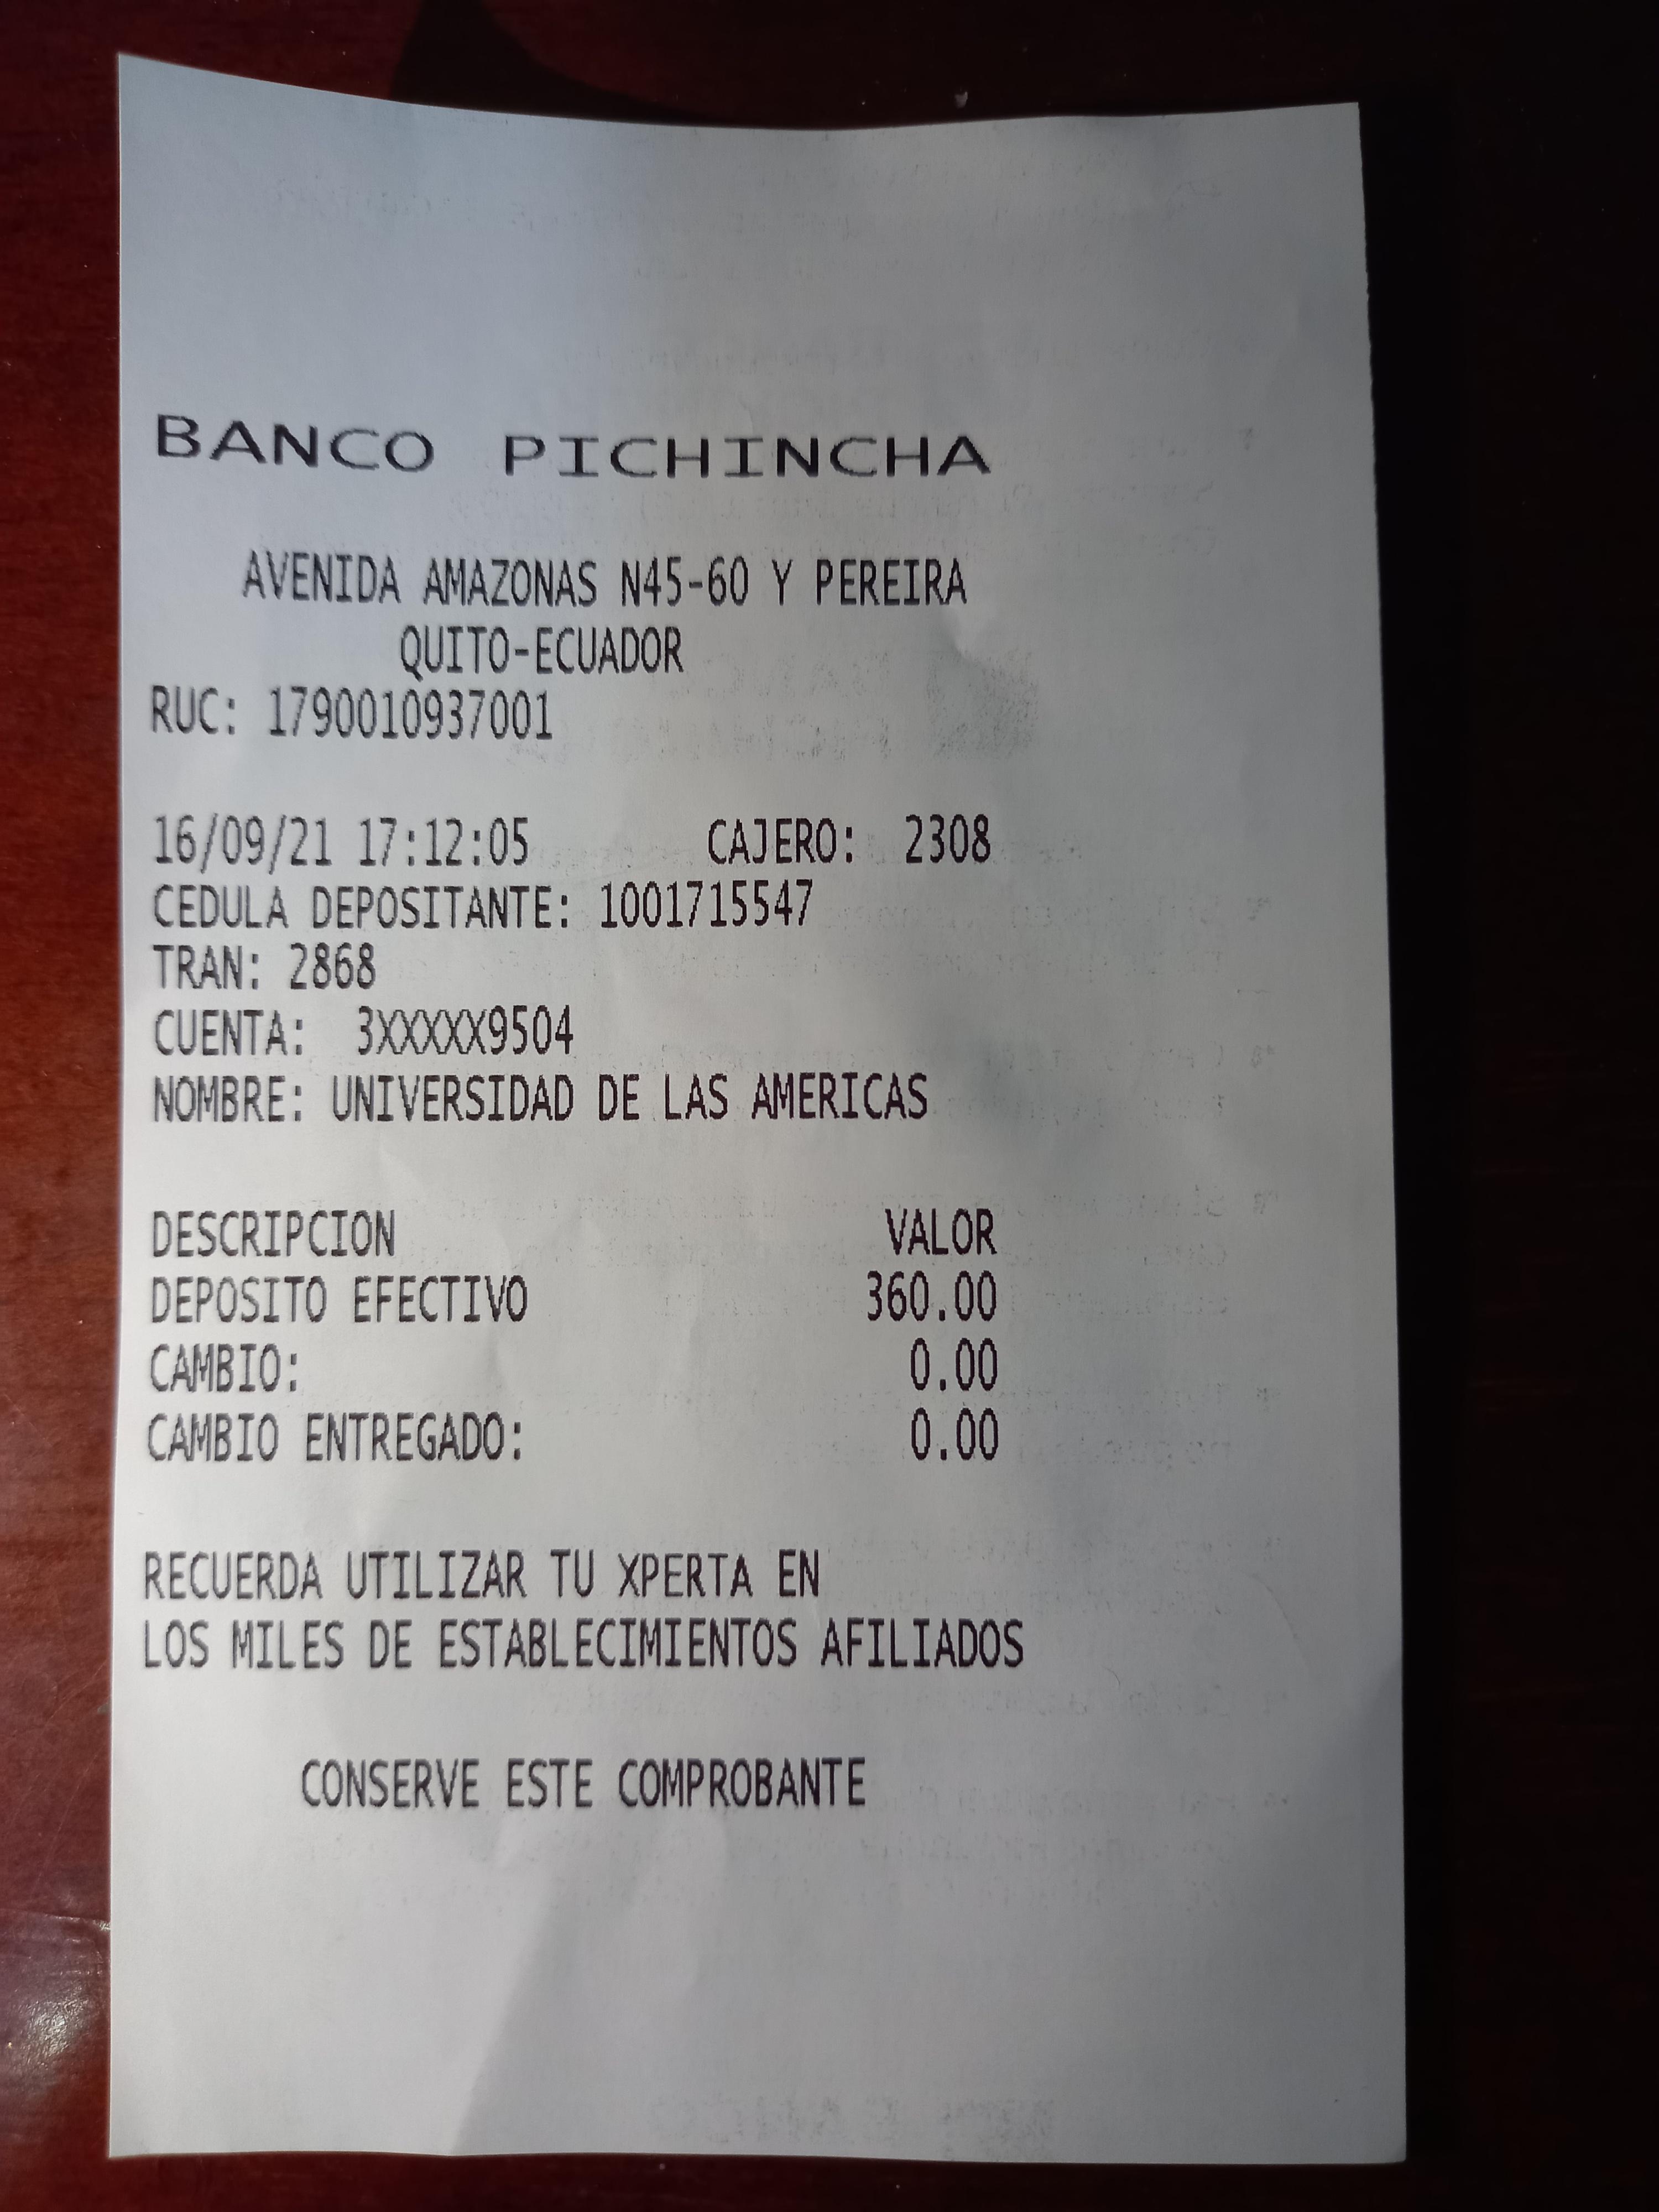 BANCO PICHINCHA
AVENIDA AMAZONAS N45-60 Y PEREIRA
QUITO-ECUADOR
RUC: 1790010937001
16/09/21 17:12:05 CAJERO: 2308
CEDULA DEPOSITANTE: 1001715547
TRAN: 2868
CUENTA: 3XXXXX9504
NOMBRE: UNIVERSIDAD DE LAS AMERICAS
DESCRIPCION VALOR
DEPOSITO EFECTIVO 360.00
CAMBIO: 0.00
CAMBIO ENTREGADO: 0.00
RECUERDA UTILIZAR TU XPERTA EN
LOS MILES DE ESTABLECIMIENTOS AFILIADOS
CONSERVE ESTE COMPROBANTE